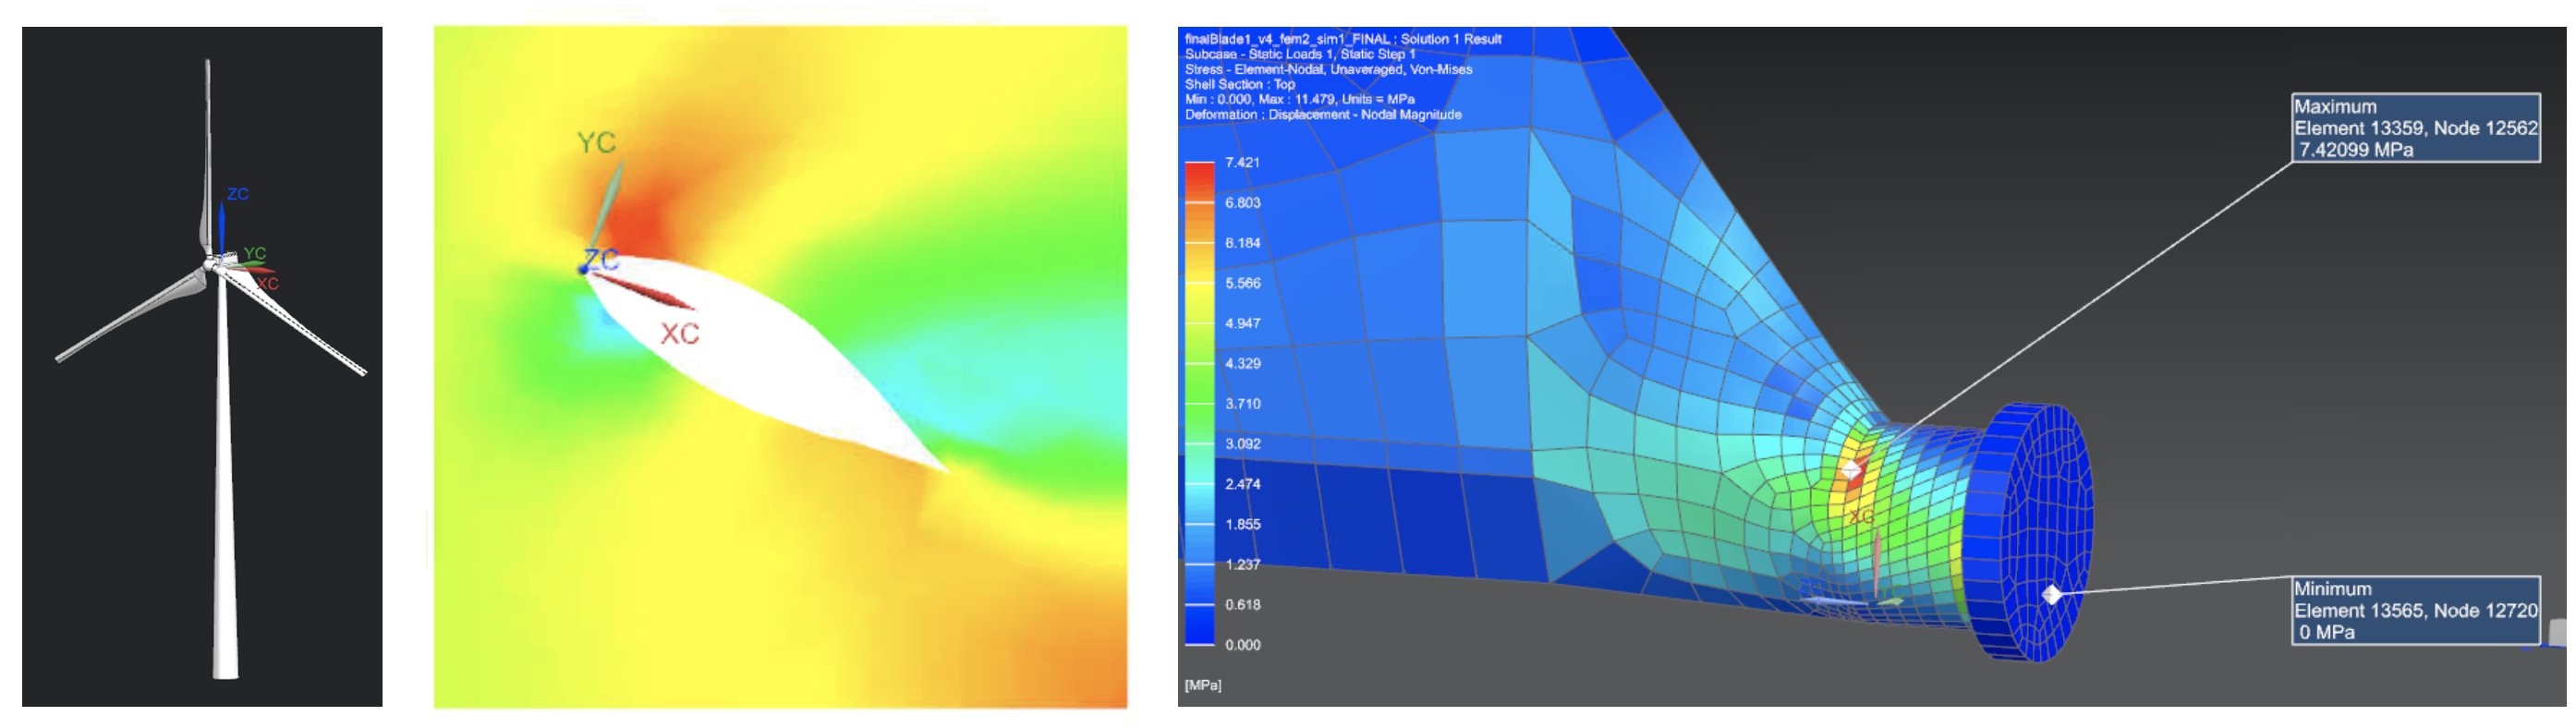 ZC
YC
XC
YC
ZC
XC
finalBlade1_v4_fem2_sim1_FINAL : Solution 1 Result
Subcase - Static Loads 1, Static Step 1
Stress - Element-Nodal, Unaveraged, Von-Mises
Shell Section : Top
Min : 0.000, Max : 11.479, Units = MPa
Deformation : Displacement - Nodal Magnitude
7.421
6.803
6.184
5.566
4.947
4.329
3.710
3.092
2.474
1.855
1.237
0.618
0.000
[MPa]
Maximum
Element 13359, Node 12562
7.42099 MPa
XC
Minimum
Element 13565, Node 12720
0 MPa